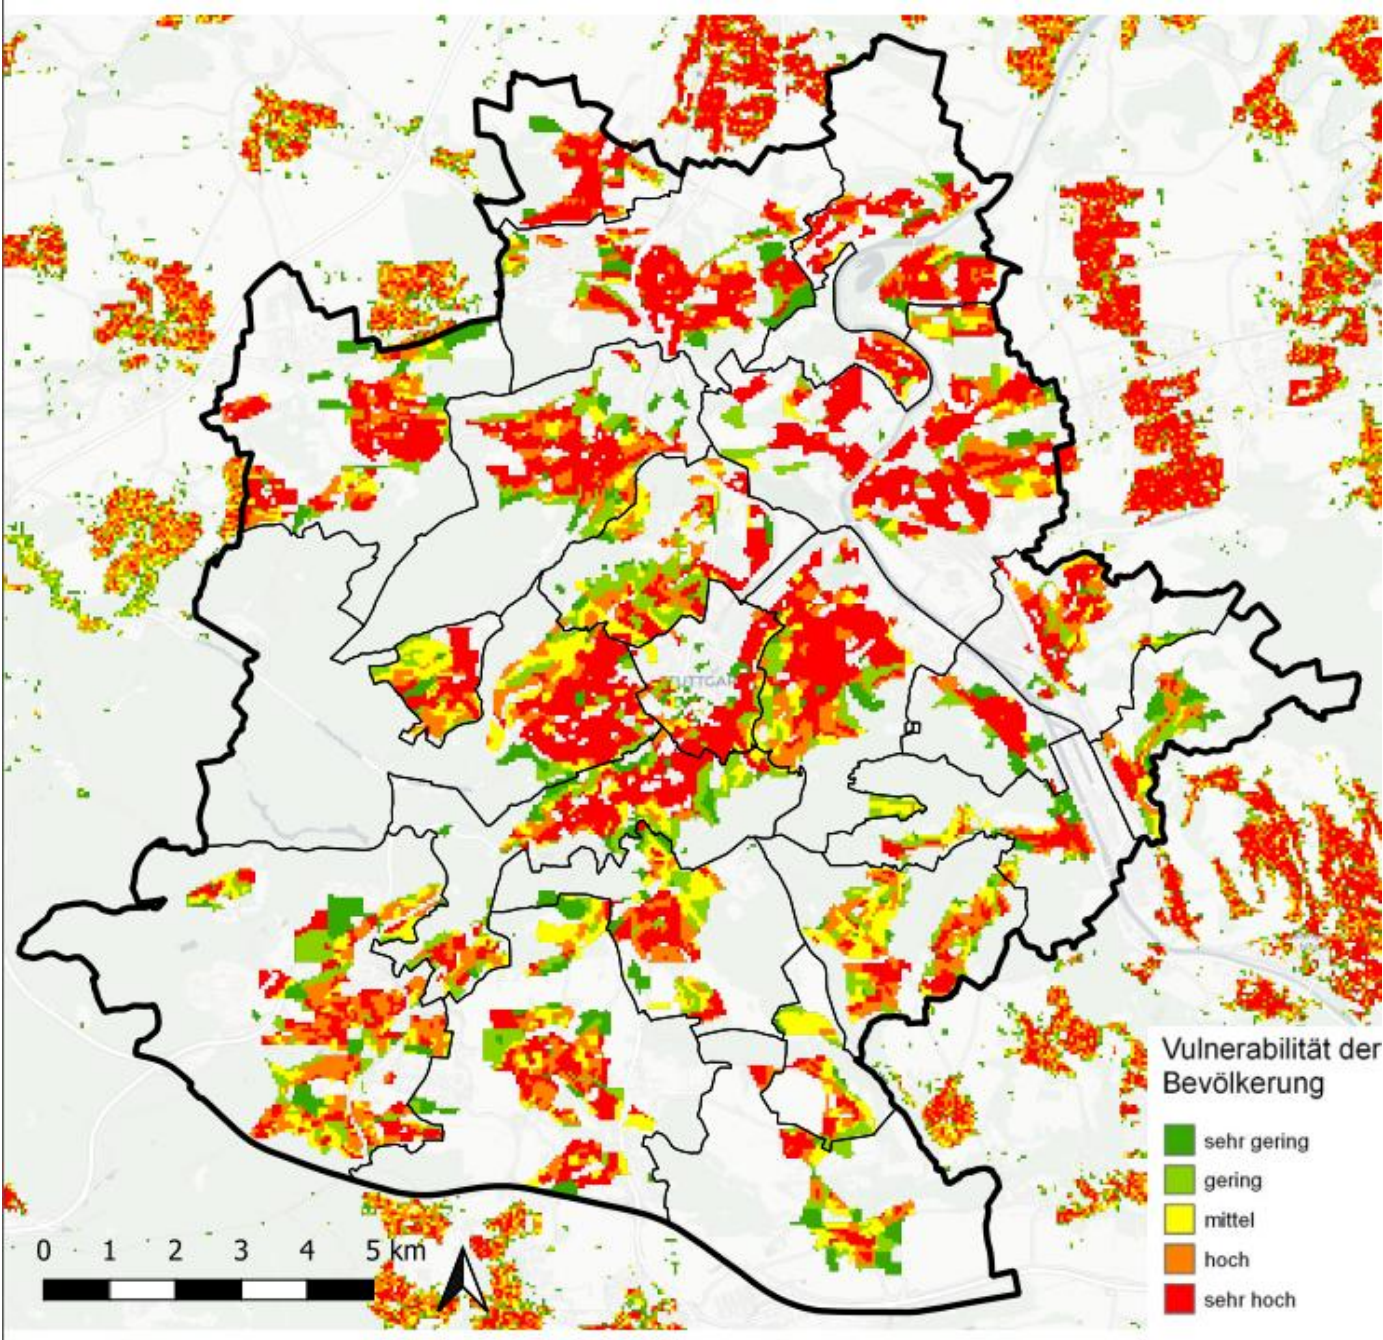 Vulnerabilität der
Bevölkerung
sehr gering
gering
mittel
hoch
sehr hoch
0 1 2 3 4 5 km